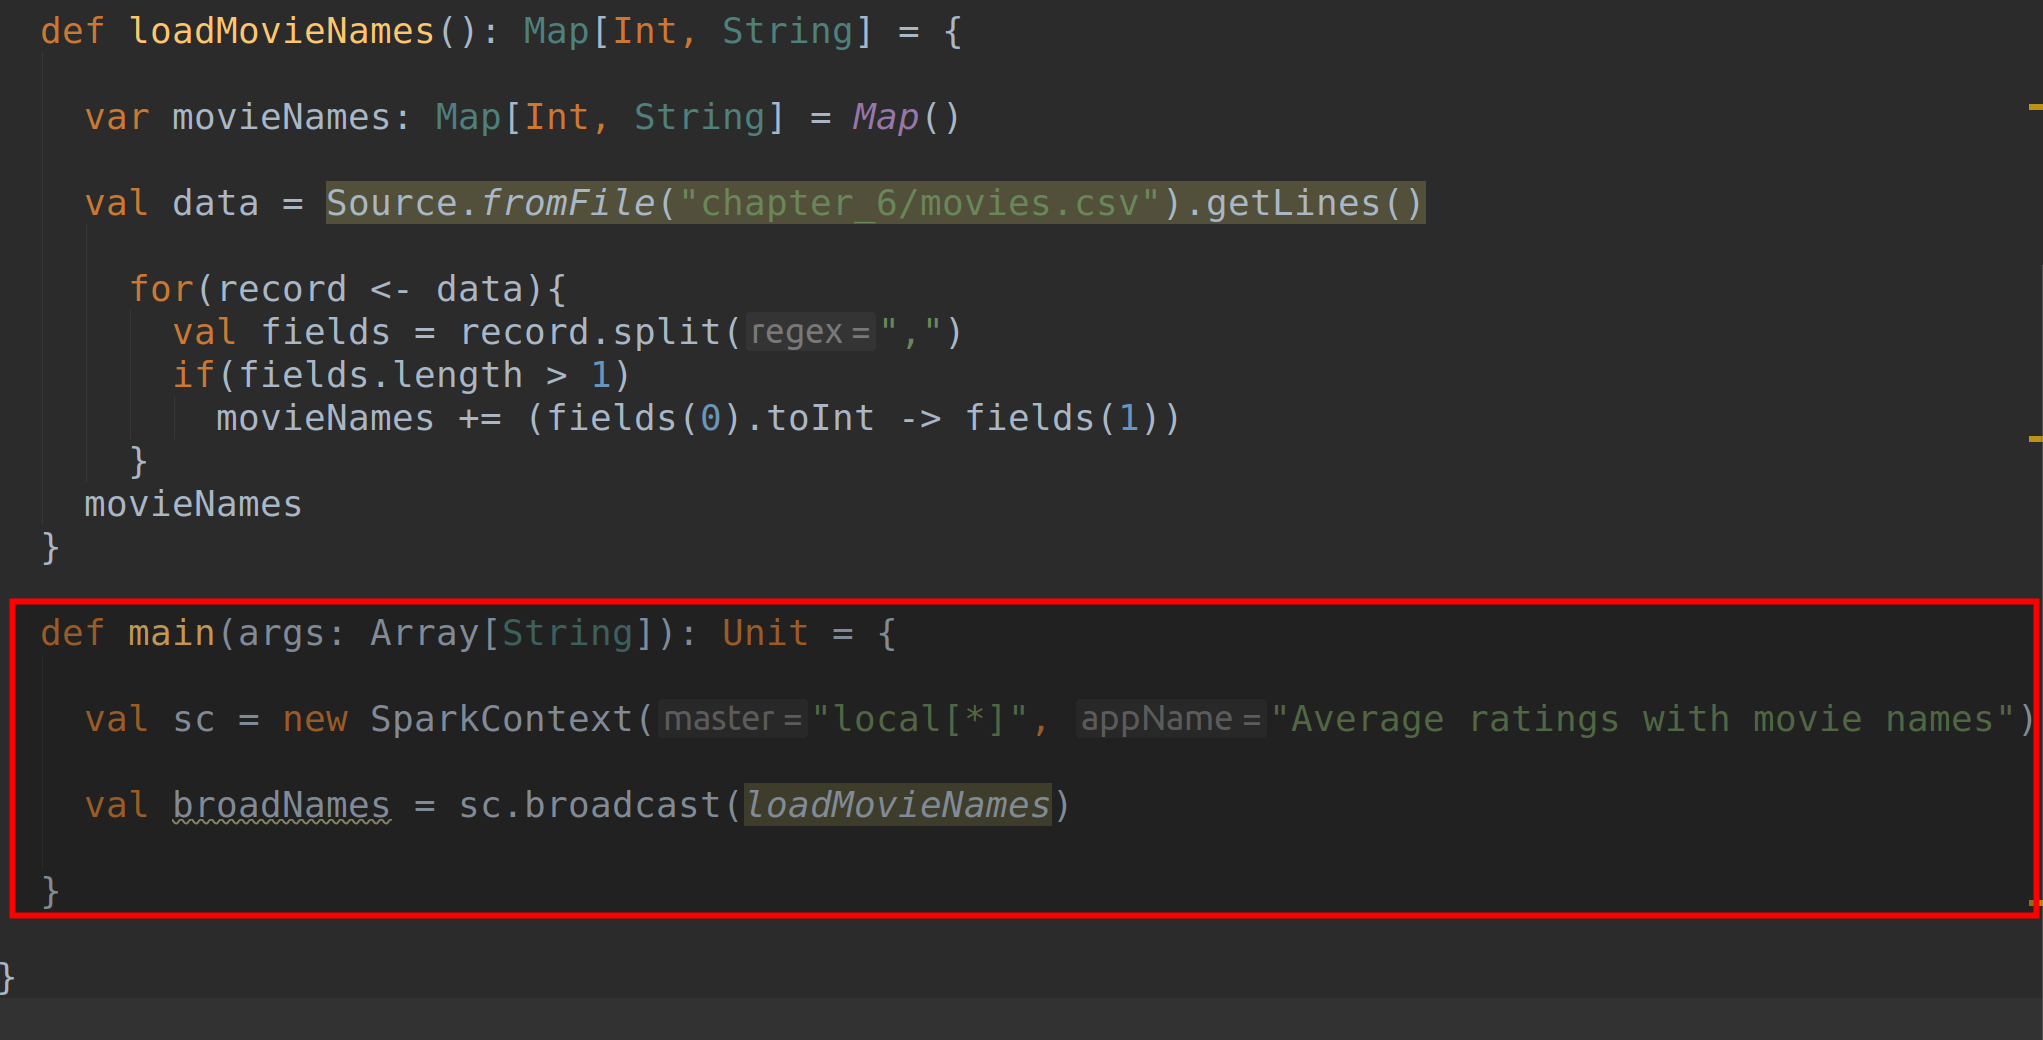 def loadMovieNames(): Map[Int, String] = {
var movieNames: Map[Int, String] = Map()
val data = Source.fromFile("chapter_6/movies.csv").getLines()
for(record <- data){
val fields = record.split( regex = ",")
if(fields.length > 1)
movieNames += (fields(0).toInt -> fields(1))
}
movieNames
}
def main(args: Array[String]): Unit = {
val sc = new SparkContext( master = "local[*]", appName = "Average ratings with movie names")
val broadNames = sc.broadcast(loadMovieNames)
}
}